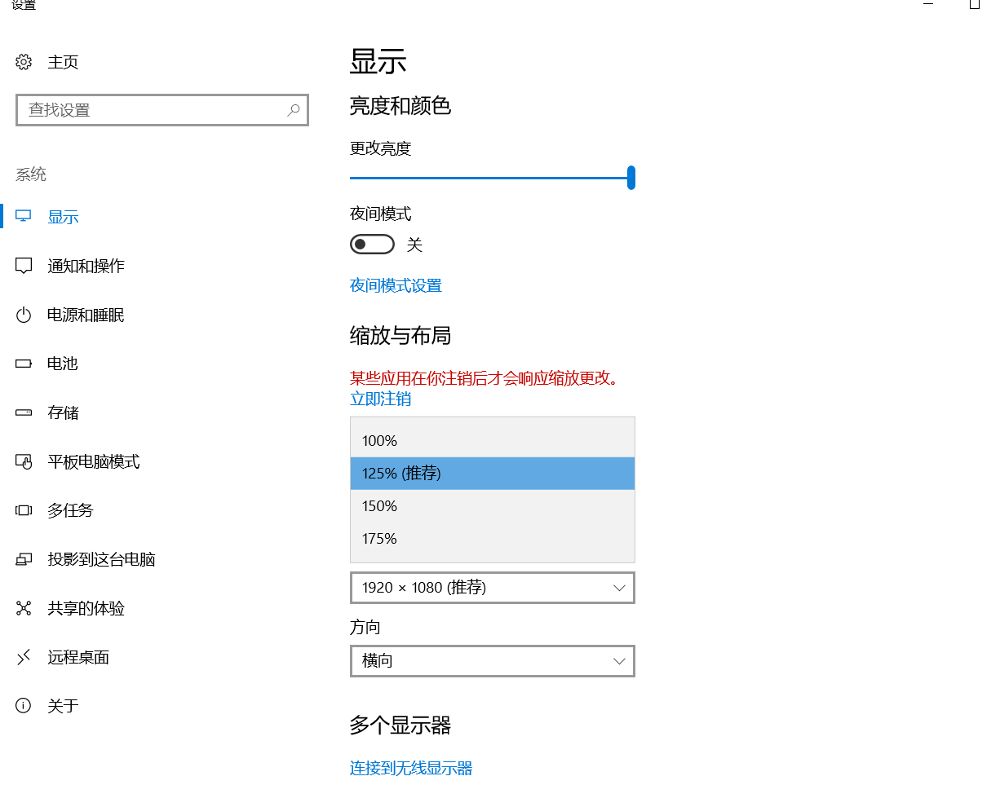 设置
主页
查找设置
系统
显示
通知和操作
电源和睡眠
电池
存储
平板电脑模式
多任务
投影到这台电脑
共享的体验
远程桌面
关于
显示
亮度和颜色
更改亮度
夜间模式
关
夜间模式设置
缩放与布局
某些应用在你注销后才会响应缩放更改。
立即注销
100%
125% (推荐)
150%
175%
1920 × 1080 (推荐)
方向
横向
多个显示器
连接到无线显示器